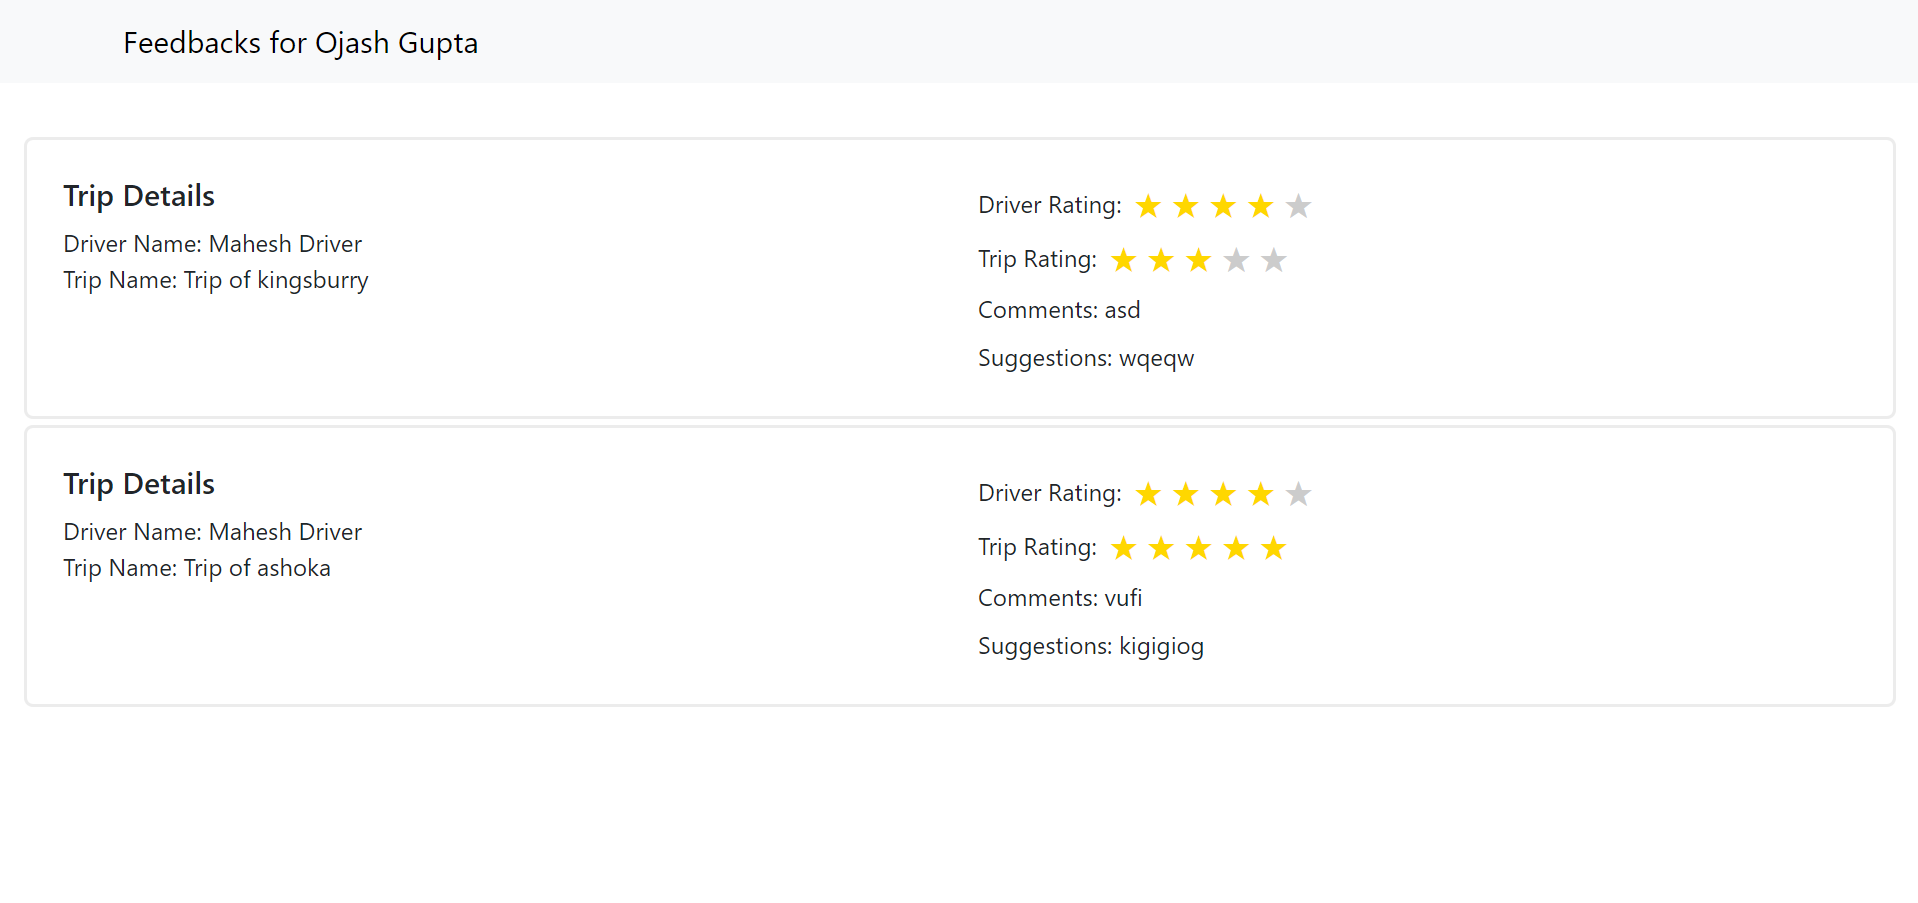 Feedbacks for Ojash Gupta
Trip Details
Driver Name: Mahesh Driver
Trip Name: Trip of kingsburry
Driver Rating:
Trip Rating:
Comments: asd
Suggestions: wqeqw
Trip Details
Driver Name: Mahesh Driver
Trip Name: Trip of ashoka
Driver Rating:
Trip Rating:
Comments: vufi
Suggestions: kigigiog